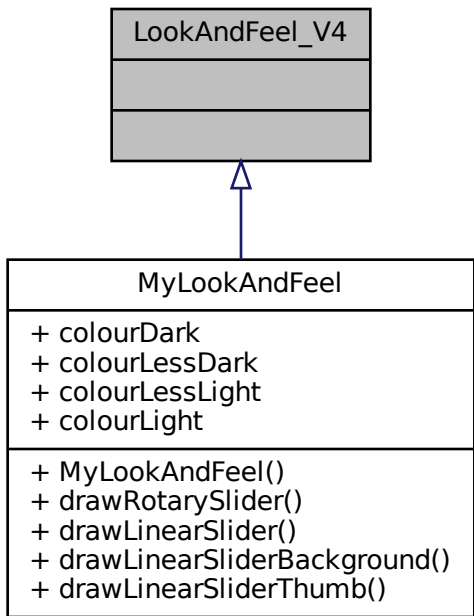 LookAndFeel_V4
MyLookAndFeel
+ colourDark
+ colourLessDark
+ colourLessLight
+ colourLight
+ MyLookAndFeel()
+ drawRotarySlider()
+ drawLinearSlider()
+ drawLinearSliderBackground()
+ drawLinearSliderThumb()